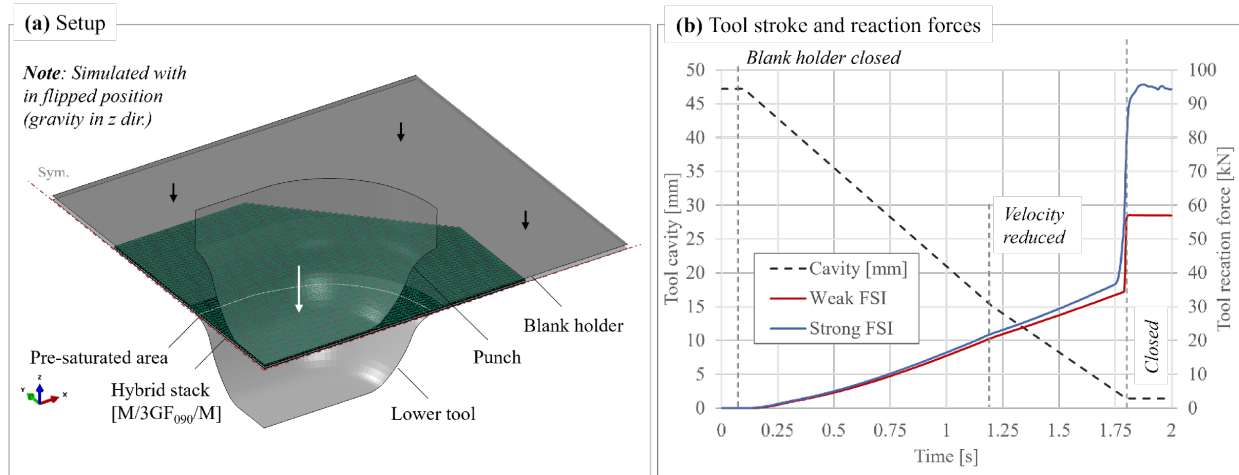 (a) Setup
Note: Simulated with
in flipped position
(gravity in z dir.)
Sym.
Pre-saturated area
Hybrid stack
[M/3GF090/M]
Blank holder
Punch
Lower tool
Z
Y
X
(b) Tool stroke and reaction forces
Blank holder closed
Velocity
reduced
Closed
Cavity [mm]
Weak FSI
Strong FSI
Tool cavity [mm]
50
45
40
35
30
25
20
15
10
5
0
Tool recation force [kN]
100
90
80
70
60
50
40
30
20
10
0
0
0.25
0.5
0.75
1
1.25
1.5
1.75
2
Time [s]